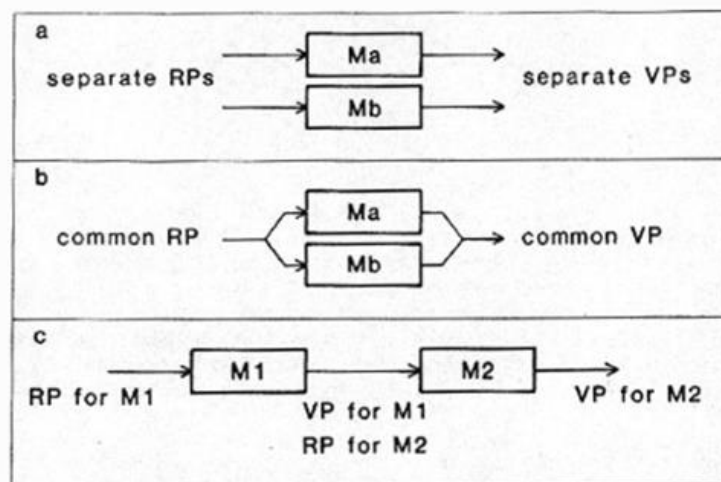 a
Ma
separate RPs
separate VPs
Mb
b
Ma
common RP
common VP
Mb
c
M1
M2
RP for M1
VP for M1
VP for M2
RP for M2